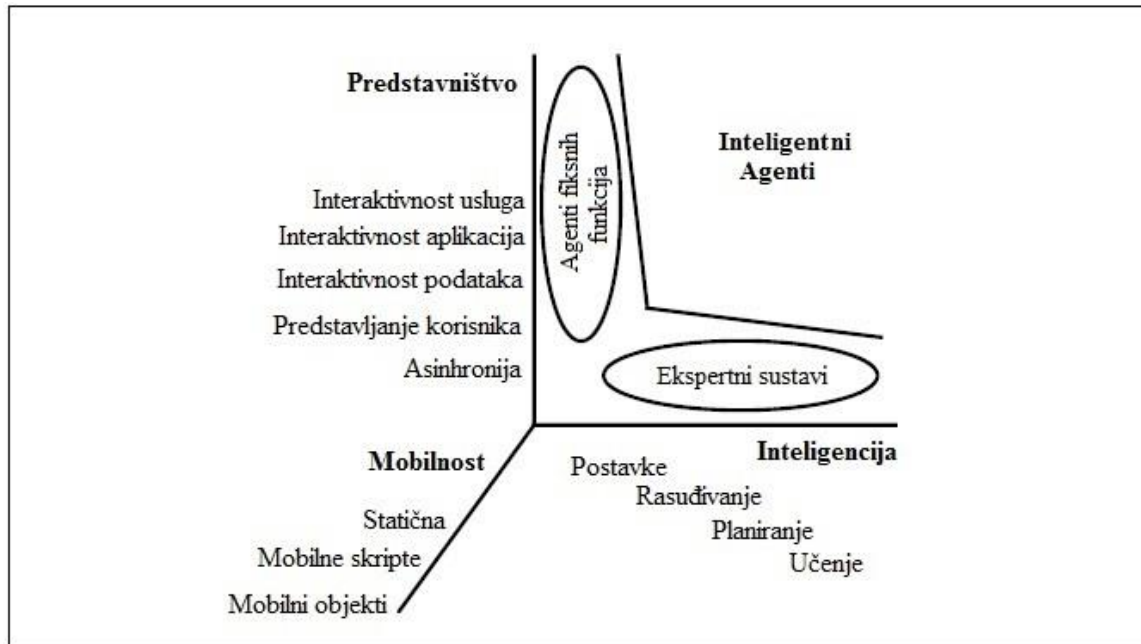 Predstavništvo
Interaktivnost usluga
Interaktivnost aplikacija
Interaktivnost podataka
Predstavljanje korisnika
Asinhronija
Agenti fiksnih
funkcija
Inteligentni
Agenti
Ekspertni sustavi
Mobilnost
Statična
Mobilne skripte
Mobilni objekti
Inteligencija
Postavke
Rasuđivanje
Planiranje
Učenje